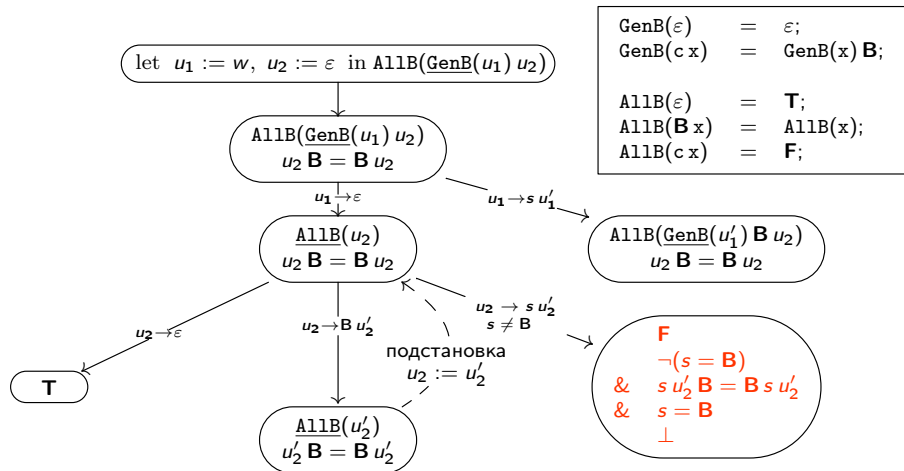 GenB(ε) = ε;
GenB(c x) = GenB(x) B;
AllB(ε) = T;
AllB(B x) = AllB(x);
AllB(c x) = F;
let u₁ := w, u₂ := ε in AllB(GenB(u₁) u₂)
AllB(GenB(u₁) u₂)
u₂ B = B u₂
u₁→ε
u₁→s u₁′
AllB(u₂)
u₂ B = B u₂
AllB(GenB(u₁′) B u₂)
u₂ B = B u₂
u₂→ε
u₂→B u₂′
u₂ → s u₂′
s ≠ B
подстановка
u₂ := u₂′
T
AllB(u₂′)
u₂′ B = B u₂′
F
¬(s = B)
& s u₂′ B = B s u₂′
& s = B
⊥